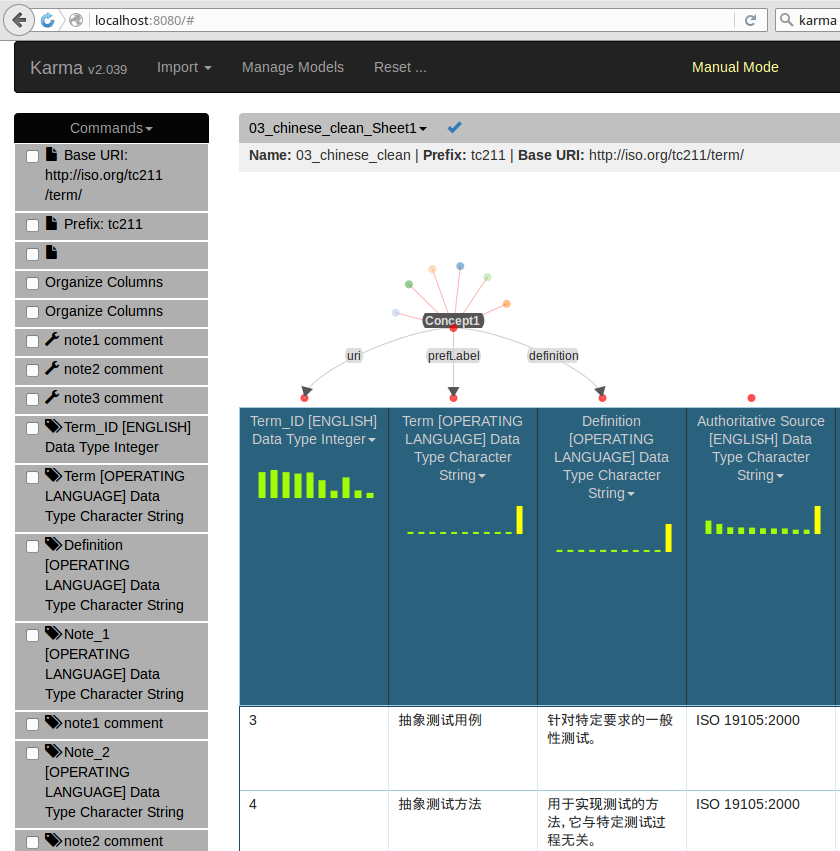 localhost:8080/#
karma
Karma v2.039
Import
Manage Models
Reset ...
Manual Mode
Commands
Base URI:
http://iso.org/tc211
/term/
Prefix: tc211
Organize Columns
Organize Columns
note1 comment
note2 comment
note3 comment
Term_ID [ENGLISH]
Data Type Integer
Term [OPERATING
LANGUAGE] Data
Type Character String
Definition
[OPERATING
LANGUAGE] Data
Type Character String
Note_1
[OPERATING
LANGUAGE] Data
Type Character String
note1 comment
Note_2
[OPERATING
LANGUAGE] Data
Type Character String
note2 comment
03_chinese_clean_Sheet1
Name: 03_chinese_clean | Prefix: tc211 | Base URI: http://iso.org/tc211/term/
Concept1
uri
prefLabel
definition
Term_ID [ENGLISH]
Data Type Integer
Term [OPERATING
LANGUAGE] Data
Type Character
String
Definition
[OPERATING
LANGUAGE] Data
Type Character
String
Authoritative Source
[ENGLISH] Data
Type Character
String
3
抽象测试用例
针对特定要求的一般
性测试。
ISO 19105:2000
4
抽象测试方法
用于实现测试的方
法, 它与特定测试过
程无关。
ISO 19105:2000